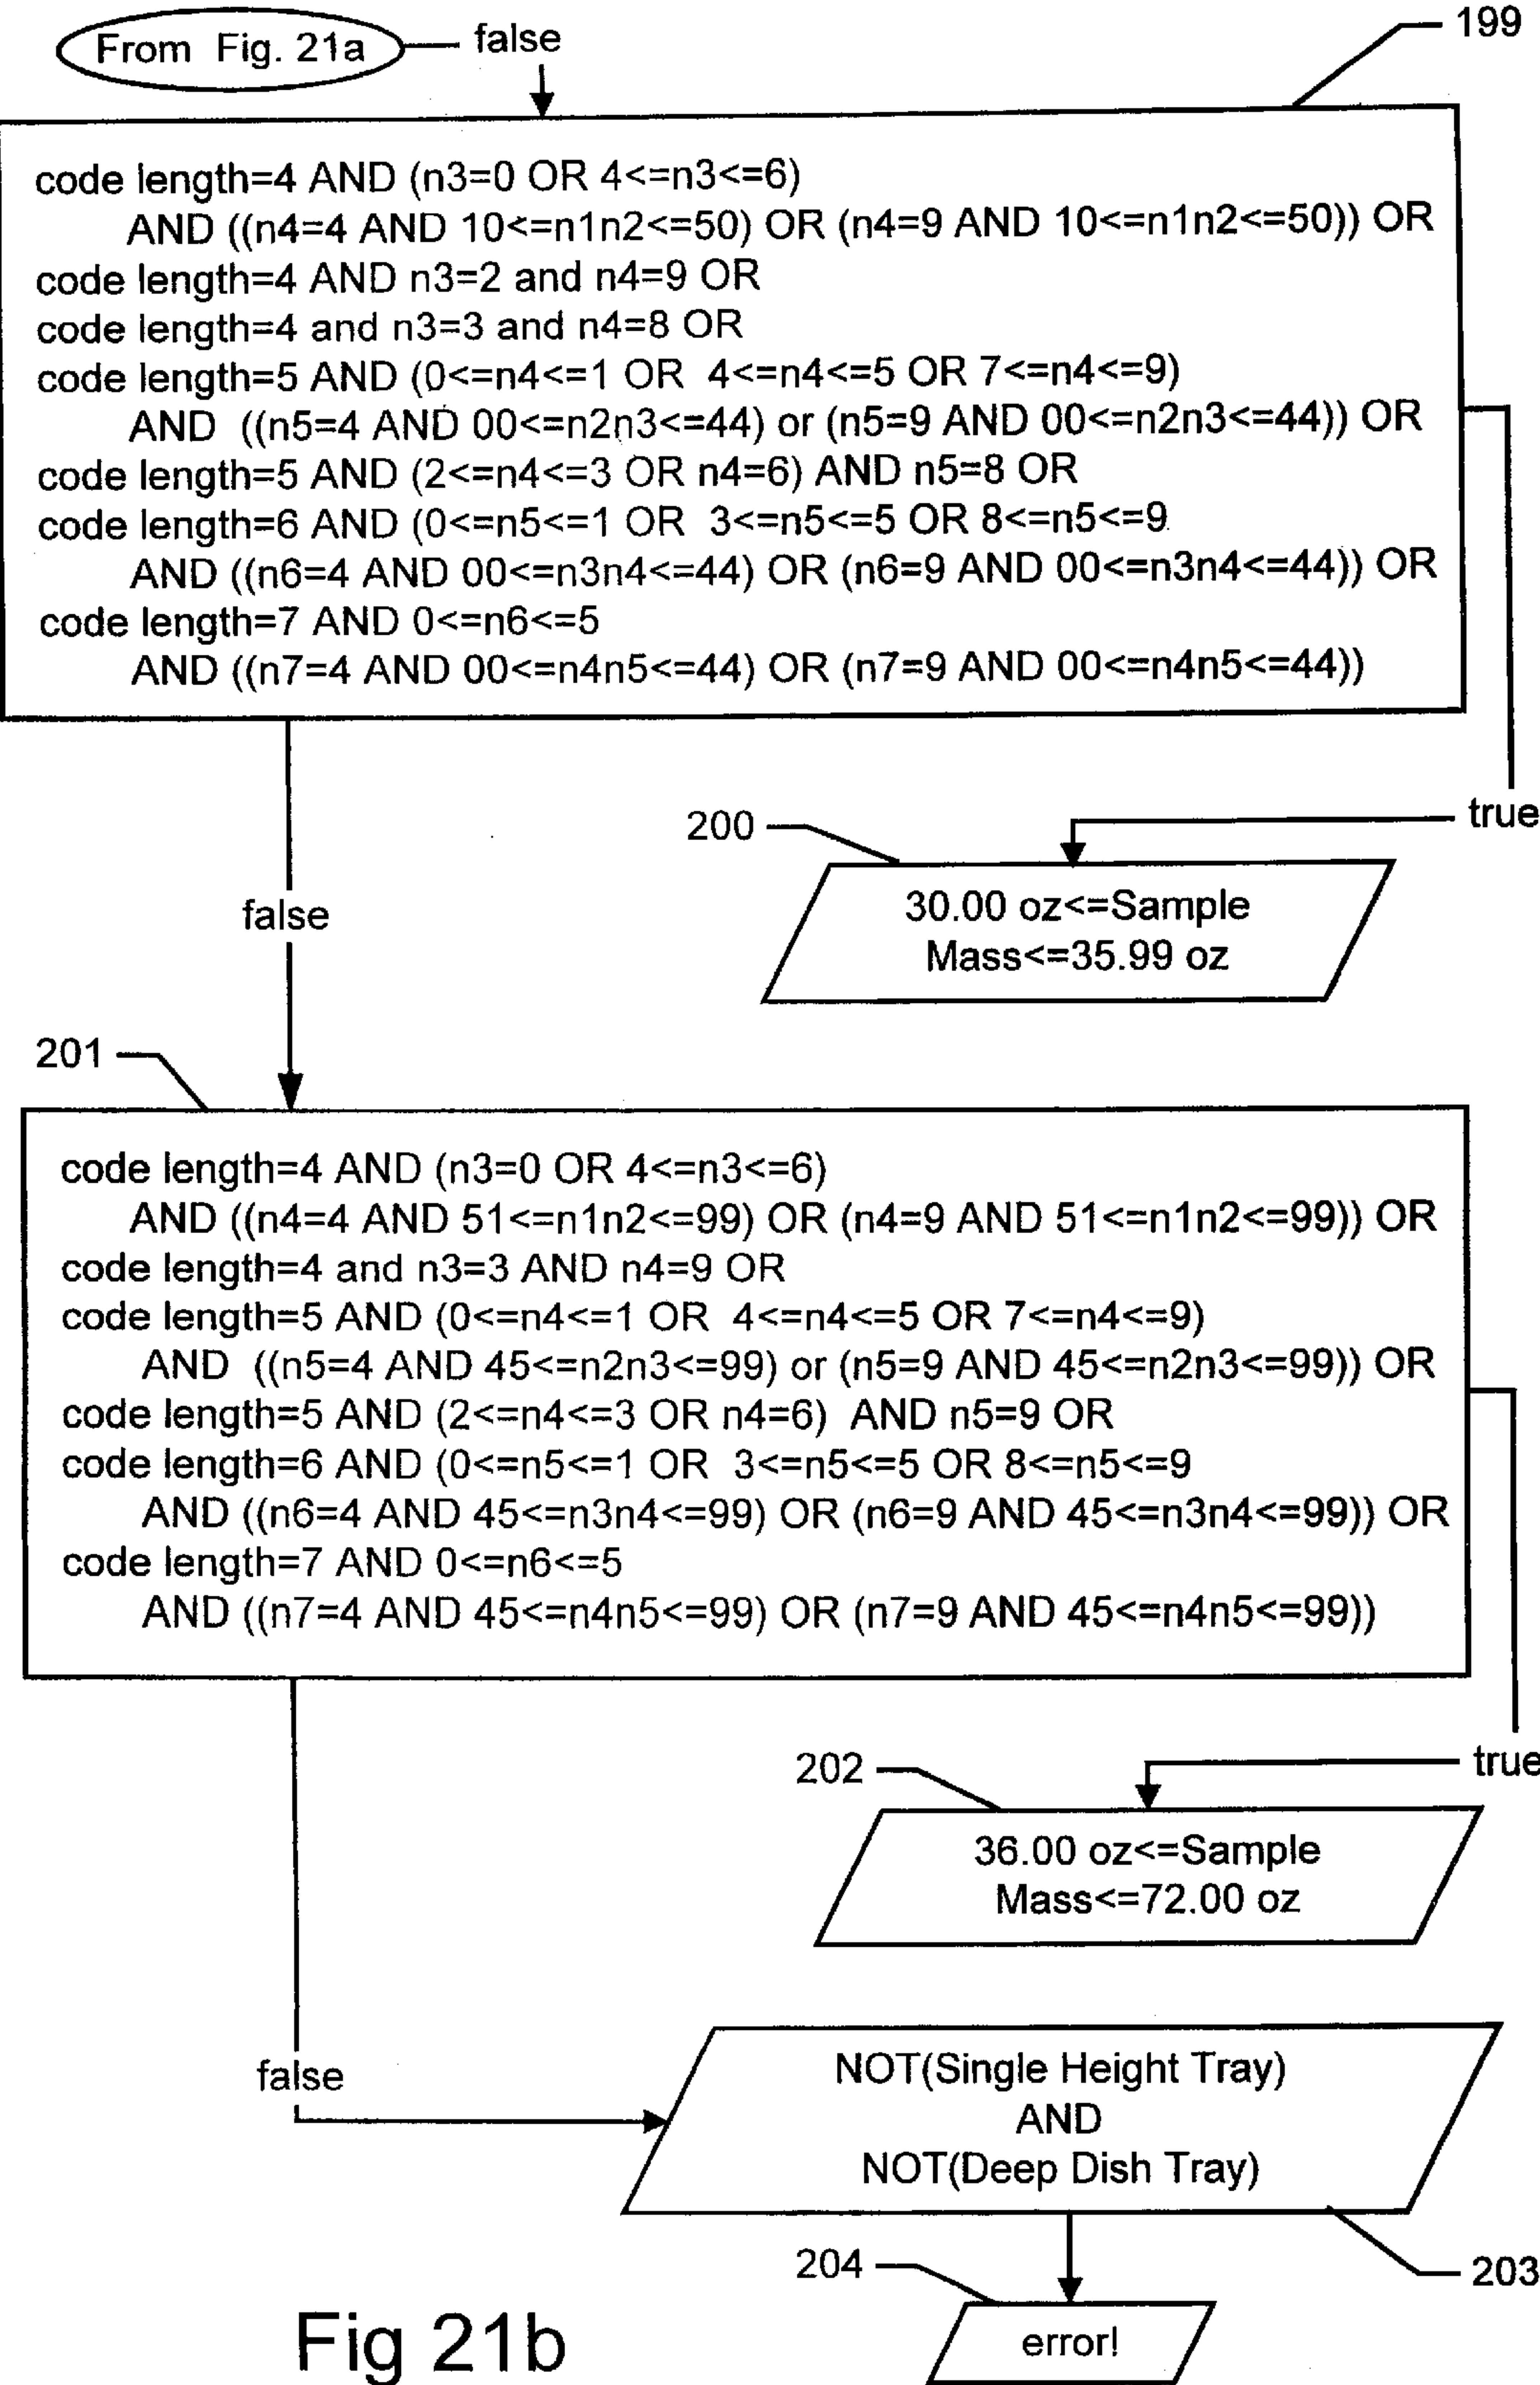 From Fig. 21a
false
199
code length=4 AND (n3=0 OR 4<=n3<=6)
AND ((n4=4 AND 10<=n1n2<=50) OR (n4=9 AND 10<=n1n2<=50)) OR
code length=4 AND n3=2 and n4=9 OR
code length=4 and n3=3 and n4=8 OR
code length=5 AND (0<=n4<=1 OR 4<=n4<=5 OR 7<=n4<=9)
AND ((n5=4 AND 00<=n2n3<=44) or (n5=9 AND 00<=n2n3<=44)) OR
code length=5 AND (2<=n4<=3 OR n4=6) AND n5=8 OR
code length=6 AND (0<=n5<=1 OR 3<=n5<=5 OR 8<=n5<=9
AND ((n6=4 AND 00<=n3n4<=44) OR (n6=9 AND 00<=n3n4<=44)) OR
code length=7 AND 0<=n6<=5
AND ((n7=4 AND 00<=n4n5<=44) OR (n7=9 AND 00<=n4n5<=44))
true
200
30.00 oz<=Sample
Mass<=35.99 oz
false
201
code length=4 AND (n3=0 OR 4<=n3<=6)
AND ((n4=4 AND 51<=n1n2<=99) OR (n4=9 AND 51<=n1n2<=99)) OR
code length=4 and n3=3 AND n4=9 OR
code length=5 AND (0<=n4<=1 OR 4<=n4<=5 OR 7<=n4<=9)
AND ((n5=4 AND 45<=n2n3<=99) or (n5=9 AND 45<=n2n3<=99)) OR
code length=5 AND (2<=n4<=3 OR n4=6) AND n5=9 OR
code length=6 AND (0<=n5<=1 OR 3<=n5<=5 OR 8<=n5<=9
AND ((n6=4 AND 45<=n3n4<=99) OR (n6=9 AND 45<=n3n4<=99)) OR
code length=7 AND 0<=n6<=5
AND ((n7=4 AND 45<=n4n5<=99) OR (n7=9 AND 45<=n4n5<=99))
true
202
36.00 oz<=Sample
Mass<=72.00 oz
false
NOT(Single Height Tray)
AND
NOT(Deep Dish Tray)
203
204
error!
Fig 21b